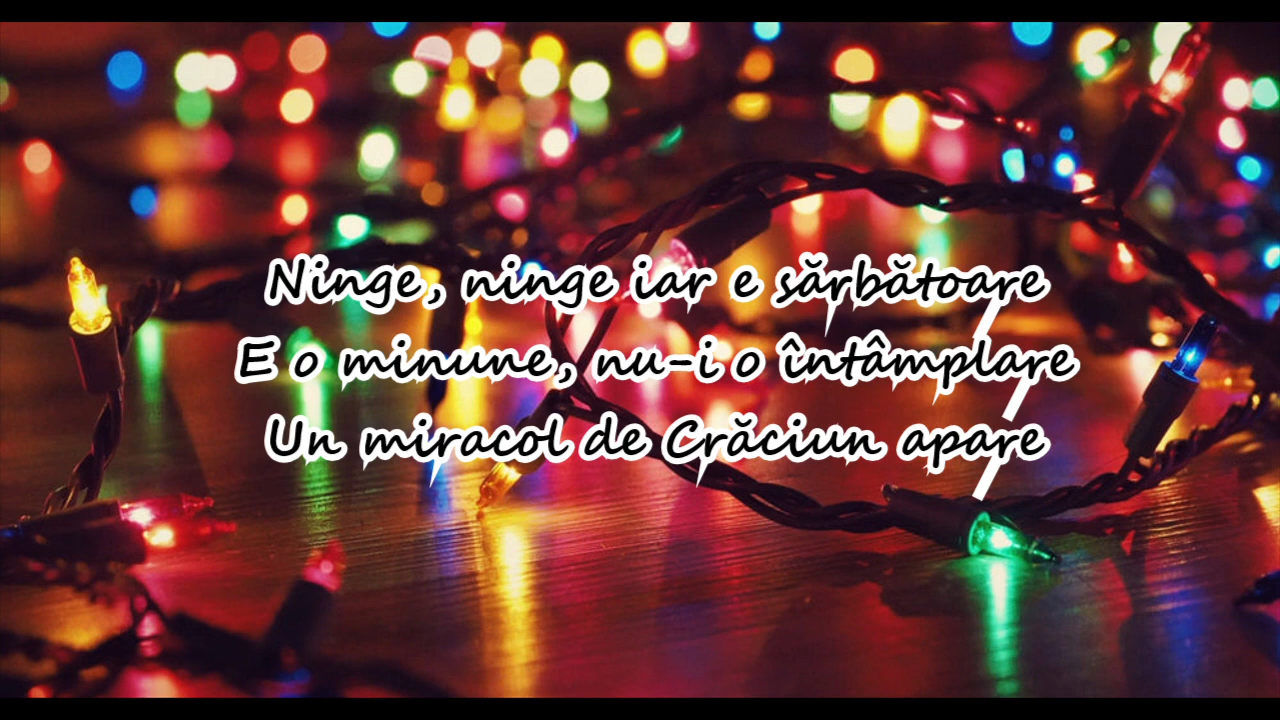 Ninge, ninge iar e sărbătoare
E o minune, nu-i o întâmplare
Un miracol de Crăciun apare